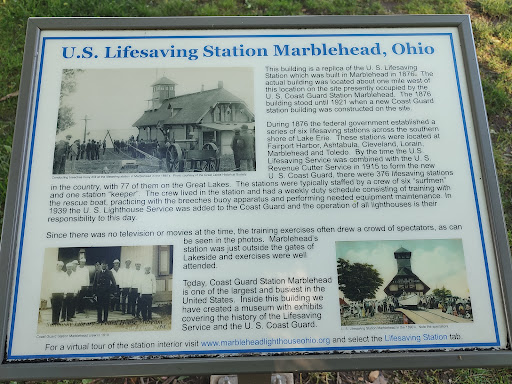 U.S. Lifesaving Station Marblehead, Ohio
This building is a replica of the U. S. Lifesaving
Station which was built in Marblehead in 1876. The
actual building was located about one mile west of
this location on the site presently occupied by the
U. S. Coast Guard Station Marblehead. The 1876
building stood until 1921 when a new Coast Guard
station building was constructed on the site.
During 1876 the federal government established a
series of six lifesaving stations across the southern
shore of Lake Erie. These stations were located at
Fairport Harbor, Ashtabula, Cleveland, Lorain,
Marblehead and Toledo. By the time the U.S.
Lifesaving Service was combined with the U. S.
Revenue Cutter Service in 1915 to form the new
U. S. Coast Guard, there were 376 lifesaving stations
in the country, with 77 of them on the Great Lakes. The stations were typically staffed by a crew of six "surfmen"
and one station "keeper". The crew lived in the station and had a weekly duty schedule consisting of training with
the rescue boat, practicing with the breeches buoy apparatus and performing needed equipment maintenance. In
1939 the U. S. Lighthouse Service was added to the Coast Guard and the operation of all lighthouses is their
responsibility to this day.
Since there was no television or movies at the time, the training exercises often drew a crowd of spectators, as can
be seen in the photos. Marblehead's
station was just outside the gates of
Lakeside and exercises were well
attended.
Today, Coast Guard Station Marblehead
is one of the largest and busiest in the
United States. Inside this building we
have created a museum with exhibits
covering the history of the Lifesaving
Service and the U. S. Coast Guard.
For a virtual tour of the station interior visit www.marbleheadlighthouseohio.org and select the Lifesaving Station tab.